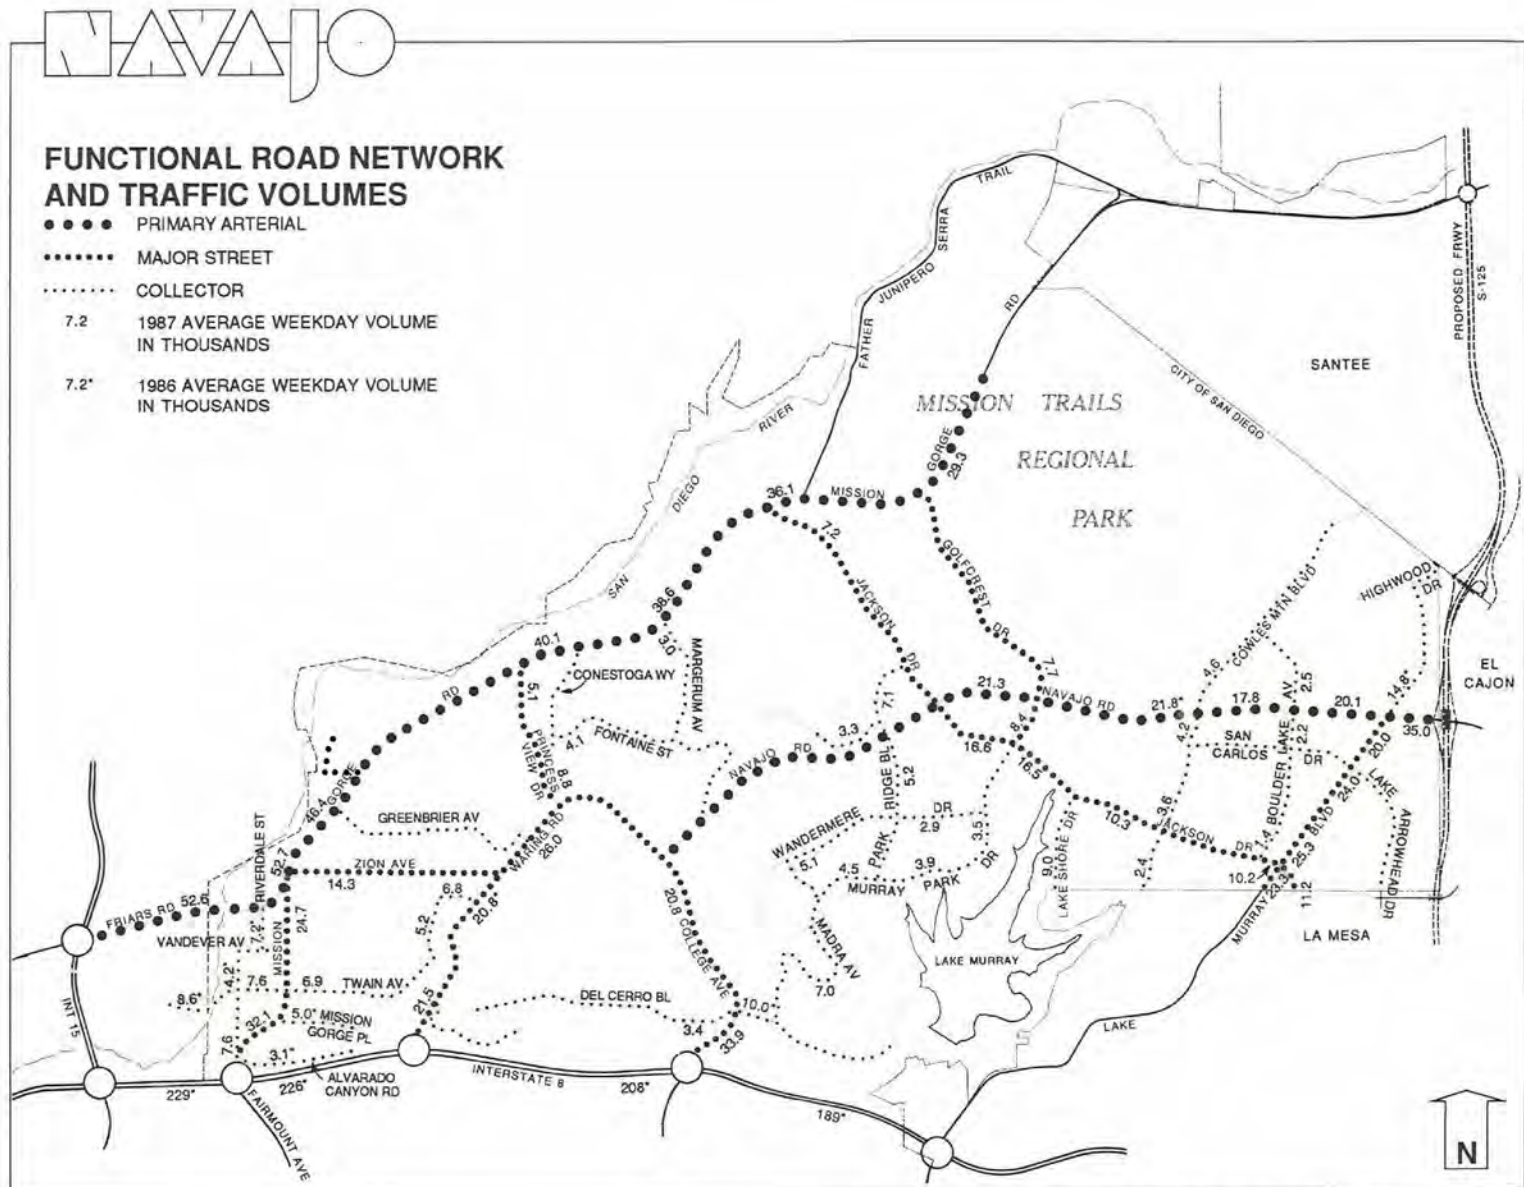 NAVAJO
FUNCTIONAL ROAD NETWORK
AND TRAFFIC VOLUMES
PRIMARY ARTERIAL
MAJOR STREET
COLLECTOR
7.2 1987 AVERAGE WEEKDAY VOLUME
IN THOUSANDS
7.2* 1986 AVERAGE WEEKDAY VOLUME
IN THOUSANDS
TRAIL
SERRA
JUNIPERO
FATHER
RD
PROPOSED FRWY
S-125
SANTEE
CITY OF SAN DIEGO
MISSION TRAILS
REGIONAL
PARK
RIVER
DIEGO
SAN
GORGE
29.3
36.1
MISSION
7.2
JACKSON
DR
GOLFCREST
DR
7.7
38.6
3.0
40.1
MARGERUM AV
CONESTOGA WY
5.1
RD
COWLES MTN BLVD
HIGHWOOD
DR
EL
CAJON
4.6
2.5
14.8*
21.3
NAVAJO RD
21.8*
17.8
20.1
35.0
7.1
8.4
4.2
SAN
CARLOS
DR
BOULDER LAKE AV
6.2
20.0
PRINCESS
VIEW DR
8.8
4.1
FONTAINE ST
NAVAJO
RD
3.3
16.6
16.5
RIDGE BL
5.2
PARK
24.0
LAKE
ARROWHEAD DR
GORGE
46.4
GREENBRIER AV
WARING RD
26.0
WANDERMERE
DR
2.9
3.5
10.3
3.6
JACKSON
DR
1.4
25.3
BLVD
RIVERDALE ST
52.7
ZION AVE
14.3
5.1
4.5
3.9
MURRAY PARK
DR
9.0
LAKE SHORE DR
2.4
10.2
23.3
11.2
MURRAY
LA MESA
FRIARS RD
52.6
6.8
20.8*
20.8
COLLEGE AVE
VANDEVER AV
7.2*
24.7
MISSION
5.2
MADRA AV
LAKE MURRAY
4.2*
8.6*
7.6
6.9
TWAIN AV
7.0
DEL CERRO BL
10.0*
INT 15
32.1
5.0*
MISSION
GORGE PL
21.5
3.4
33.9
LAKE
7.6
3.1*
ALVARADO
CANYON RD
229*
226*
INTERSTATE 8
208*
189*
FAIRMOUNT AVE
N